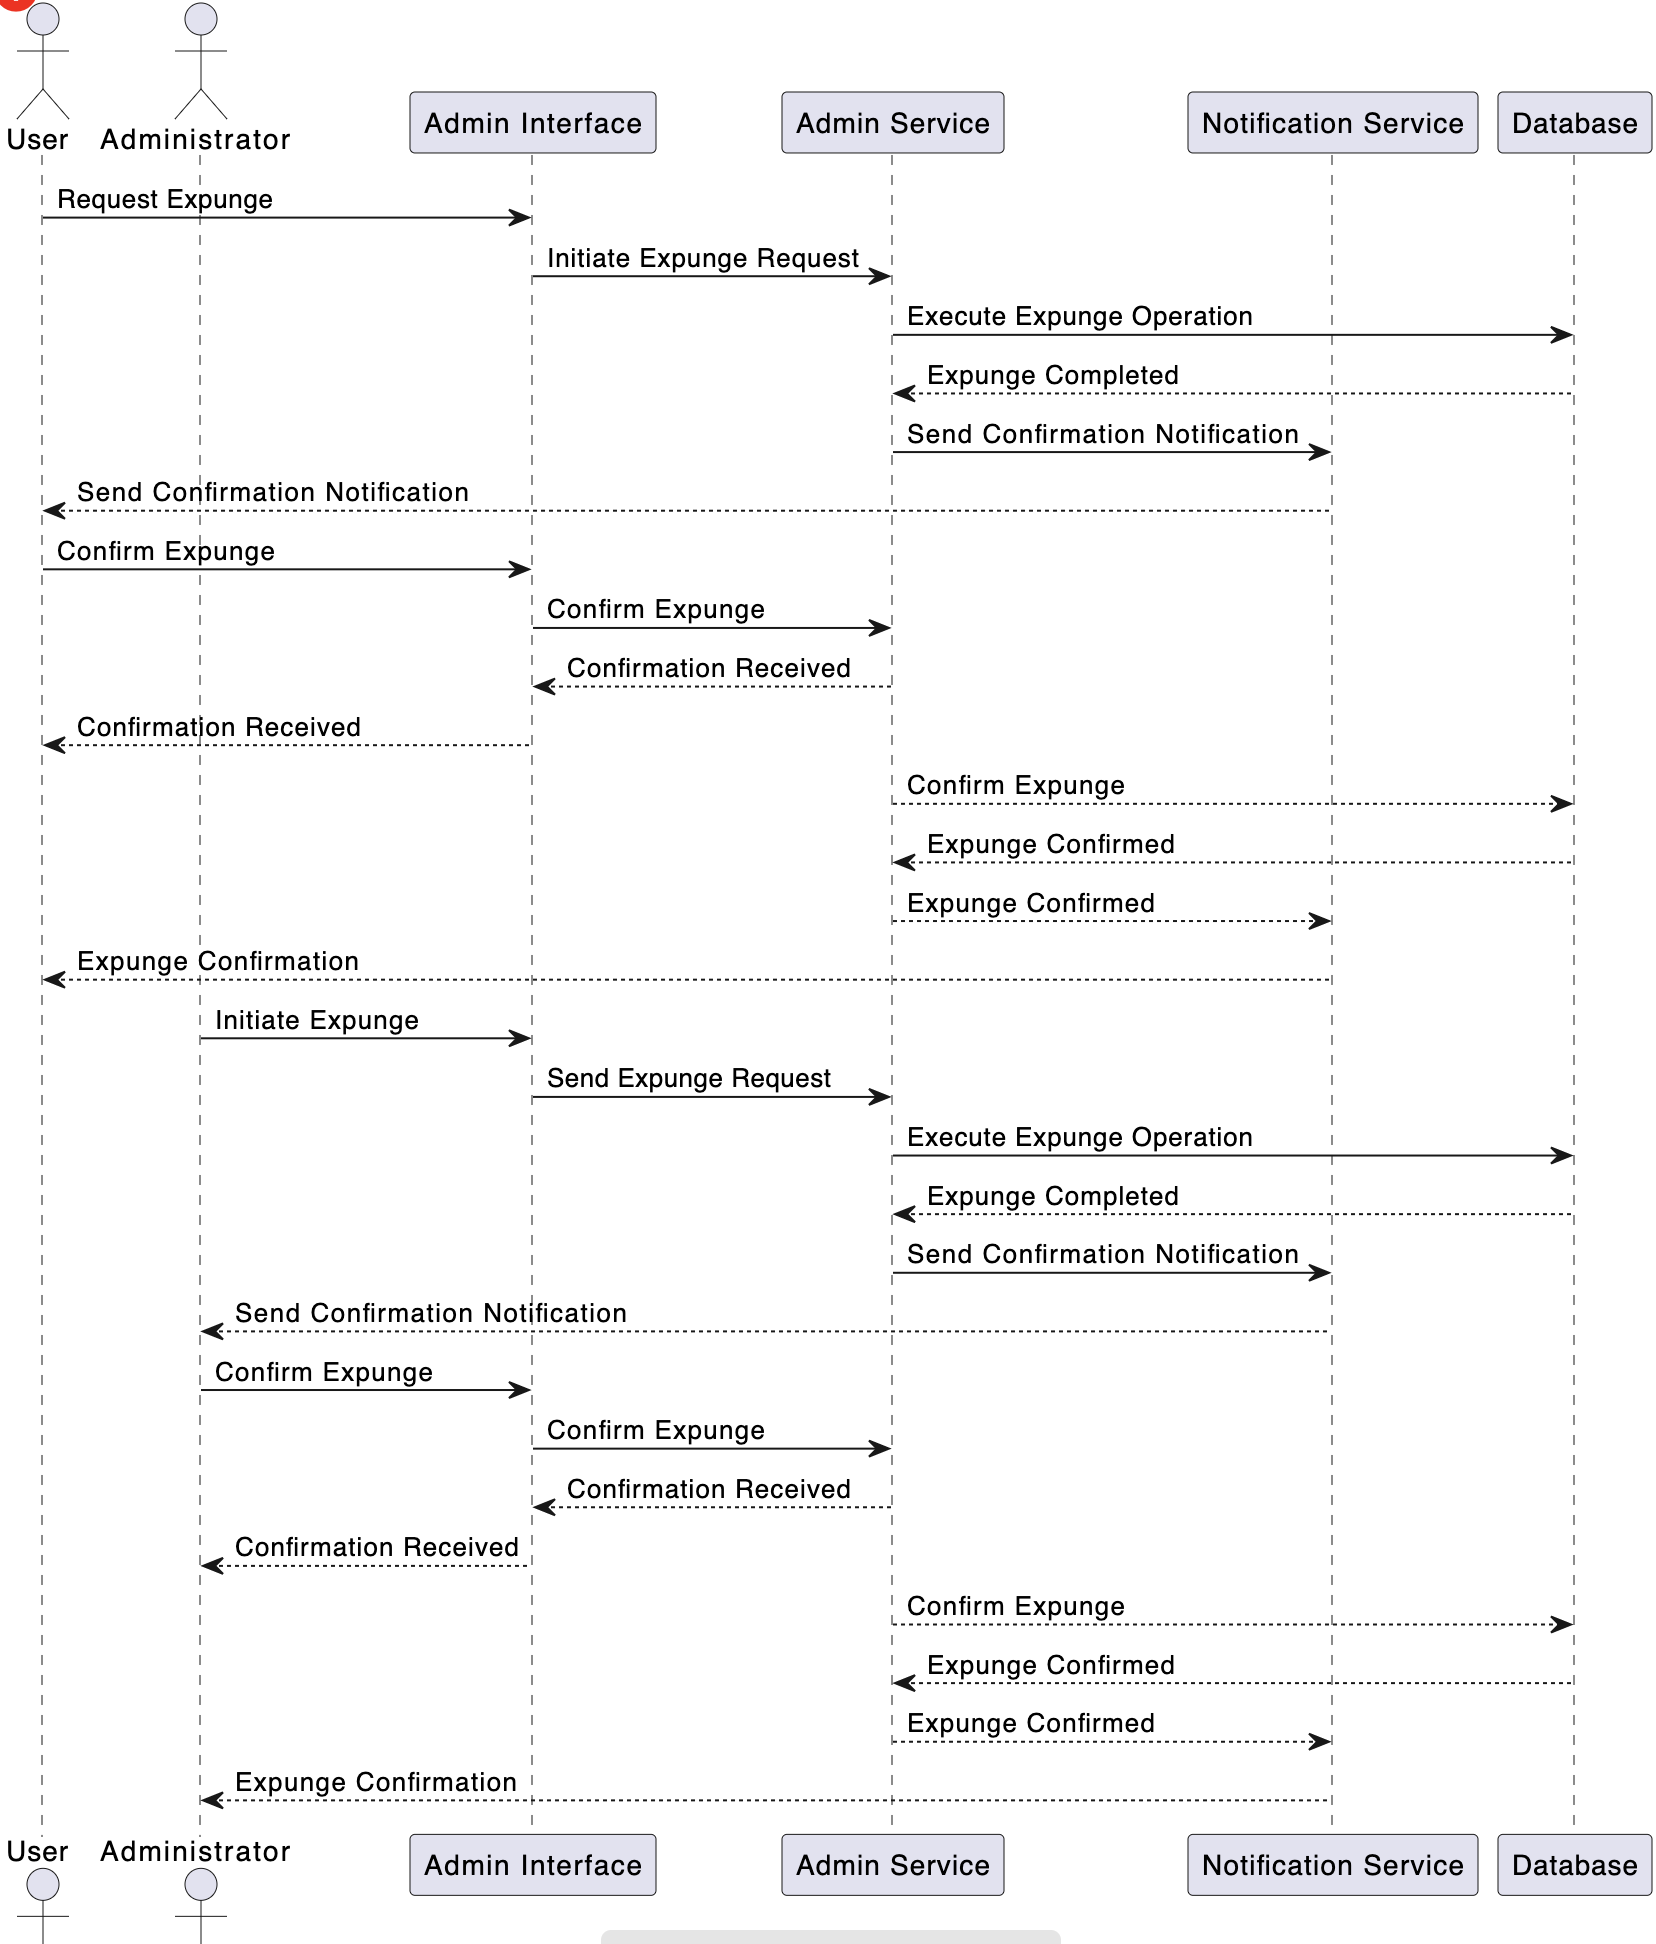 User
Administrator
Admin Interface
Admin Service
Notification Service
Database
Request Expunge
Initiate Expunge Request
Execute Expunge Operation
Expunge Completed
Send Confirmation Notification
Send Confirmation Notification
Confirm Expunge
Confirm Expunge
Confirmation Received
Confirmation Received
Confirm Expunge
Expunge Confirmed
Expunge Confirmed
Expunge Confirmation
Initiate Expunge
Send Expunge Request
Execute Expunge Operation
Expunge Completed
Send Confirmation Notification
Send Confirmation Notification
Confirm Expunge
Confirm Expunge
Confirmation Received
Confirmation Received
Confirm Expunge
Expunge Confirmed
Expunge Confirmed
Expunge Confirmation
User
Administrator
Admin Interface
Admin Service
Notification Service
Database